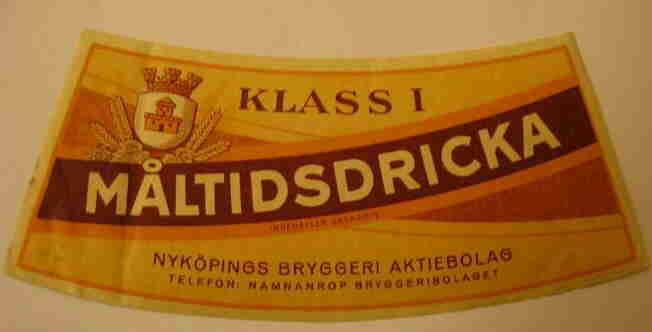 KLASS I
MÅLTIDSDRICKA
NYKÖPINGS BRYGGERI AKTIEBOLAG
TELEFON: NAMNANROP BRYGGERIBOLAGET